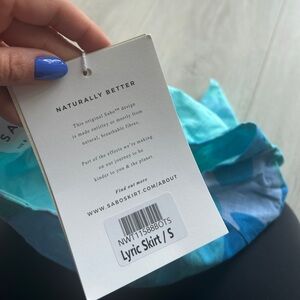 NATURALLY BETTER
This original Sabo™ design
is made entirely or mostly from
natural, breathable fibres.
Part of the efforts we're making
on our journey to be
kinder to you & the planet.
Find out more
WWW.SABOSKIRT.COM/ABOUT
Lyric Skirt / S